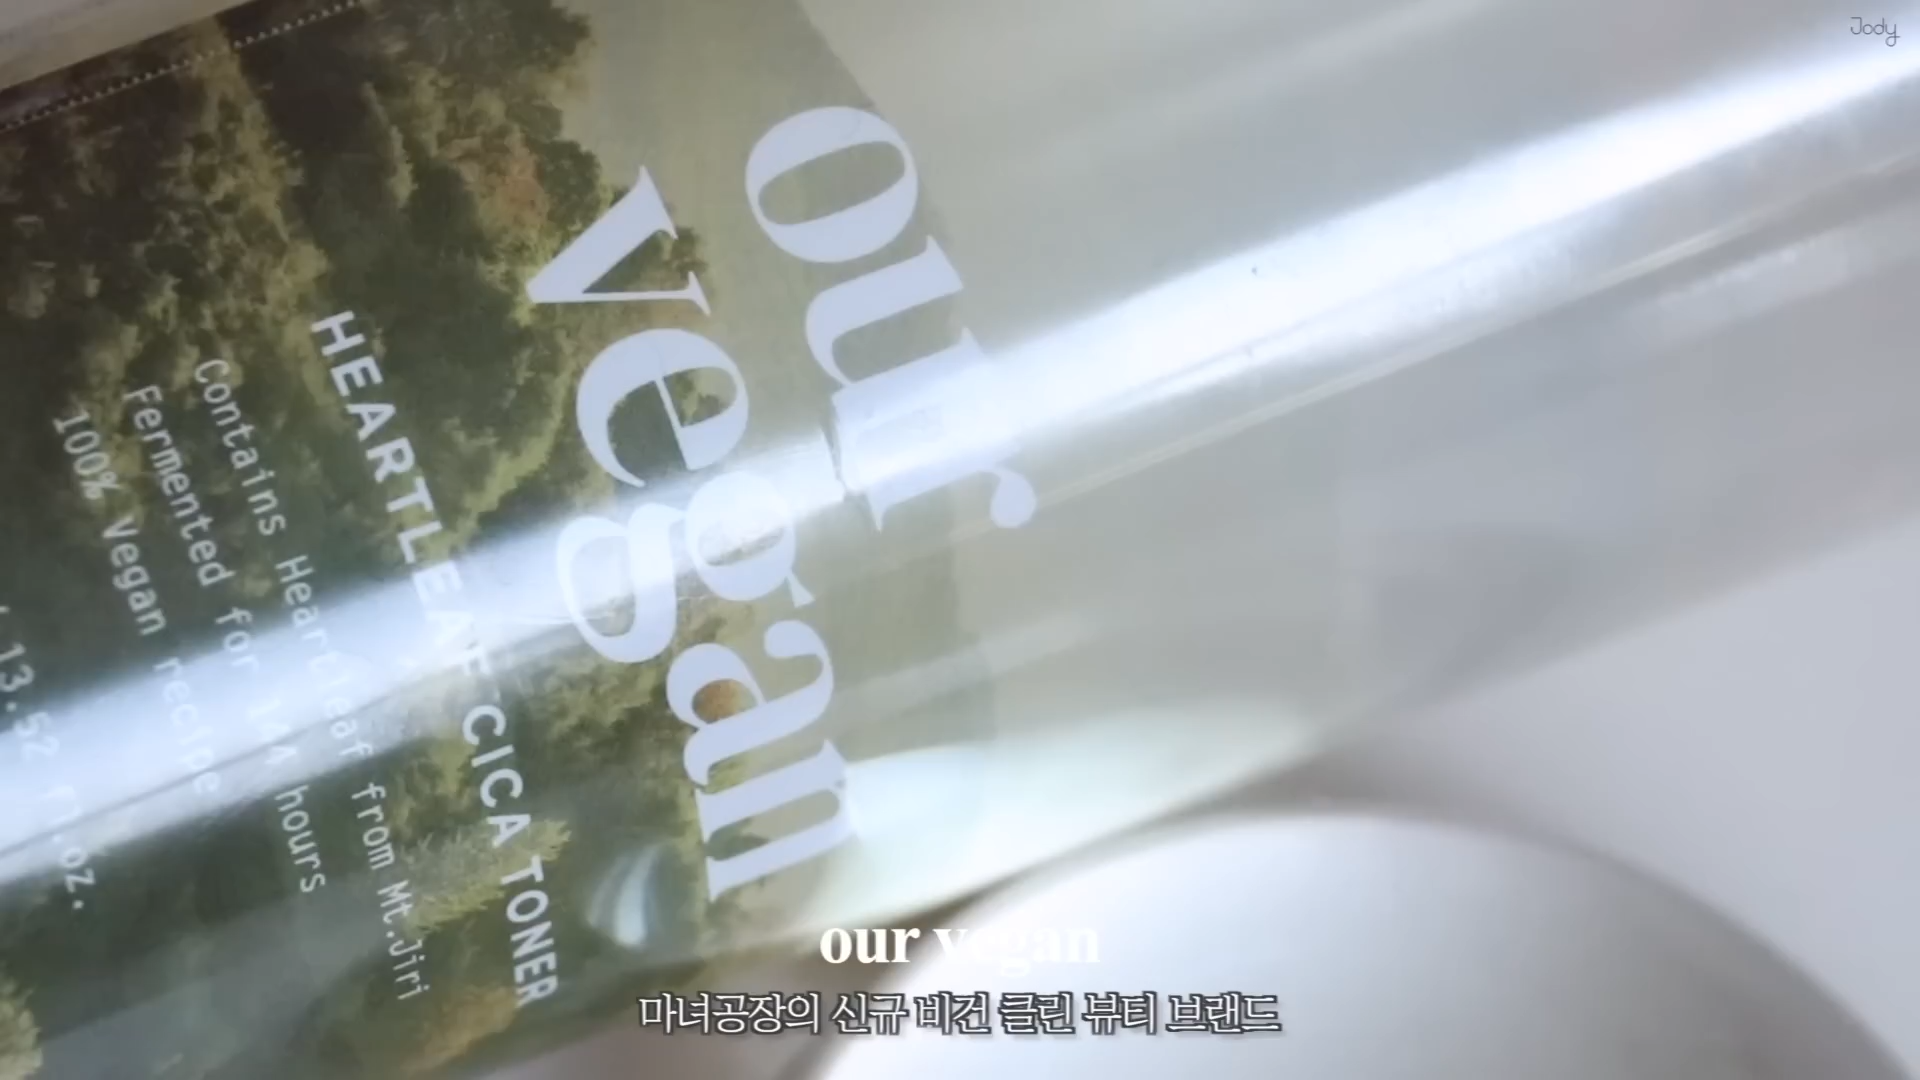 Jody
our
vegan
HEARTLEAF CICA TONER
Contains Heartleaf from Mt.Jiri
Fermented for 144 hours
100% Vegan recipe
13.52 fl.oz.
our vegan
마녀공장의 신규 비건 클린 뷰티 브랜드